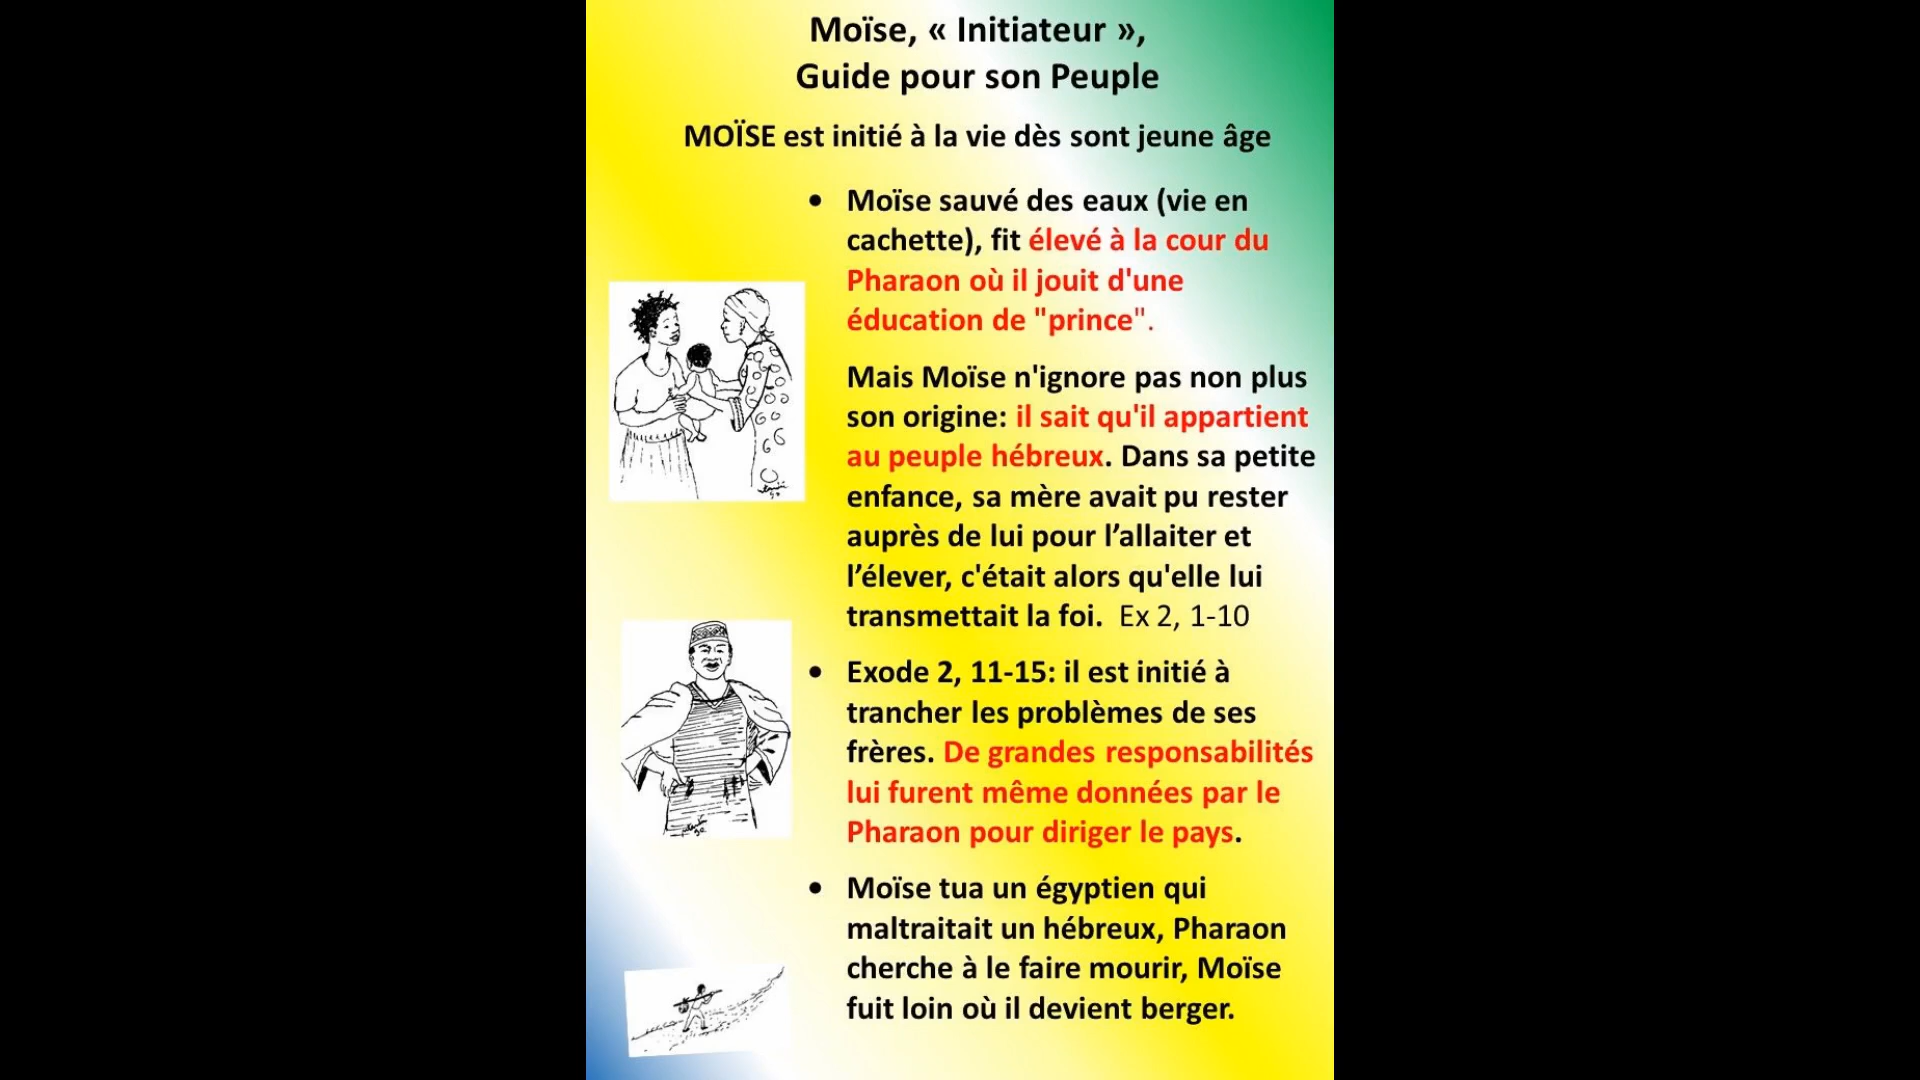 Moïse, « Initiateur »,
Guide pour son Peuple
MOÏSE est initié à la vie dès sont jeune âge
• Moïse sauvé des eaux (vie en
cachette), fit élevé à la cour du
Pharaon où il jouit d'une
éducation de "prince".
Mais Moïse n'ignore pas non plus
son origine: il sait qu'il appartient
au peuple hébreux. Dans sa petite
enfance, sa mère avait pu rester
auprès de lui pour l’allaiter et
l’élever, c'était alors qu'elle lui
transmettait la foi. Ex 2, 1-10
• Exode 2, 11-15: il est initié à
trancher les problèmes de ses
frères. De grandes responsabilités
lui furent même données par le
Pharaon pour diriger le pays.
• Moïse tua un égyptien qui
maltraitait un hébreux, Pharaon
cherche à le faire mourir, Moïse
fuit loin où il devient berger.